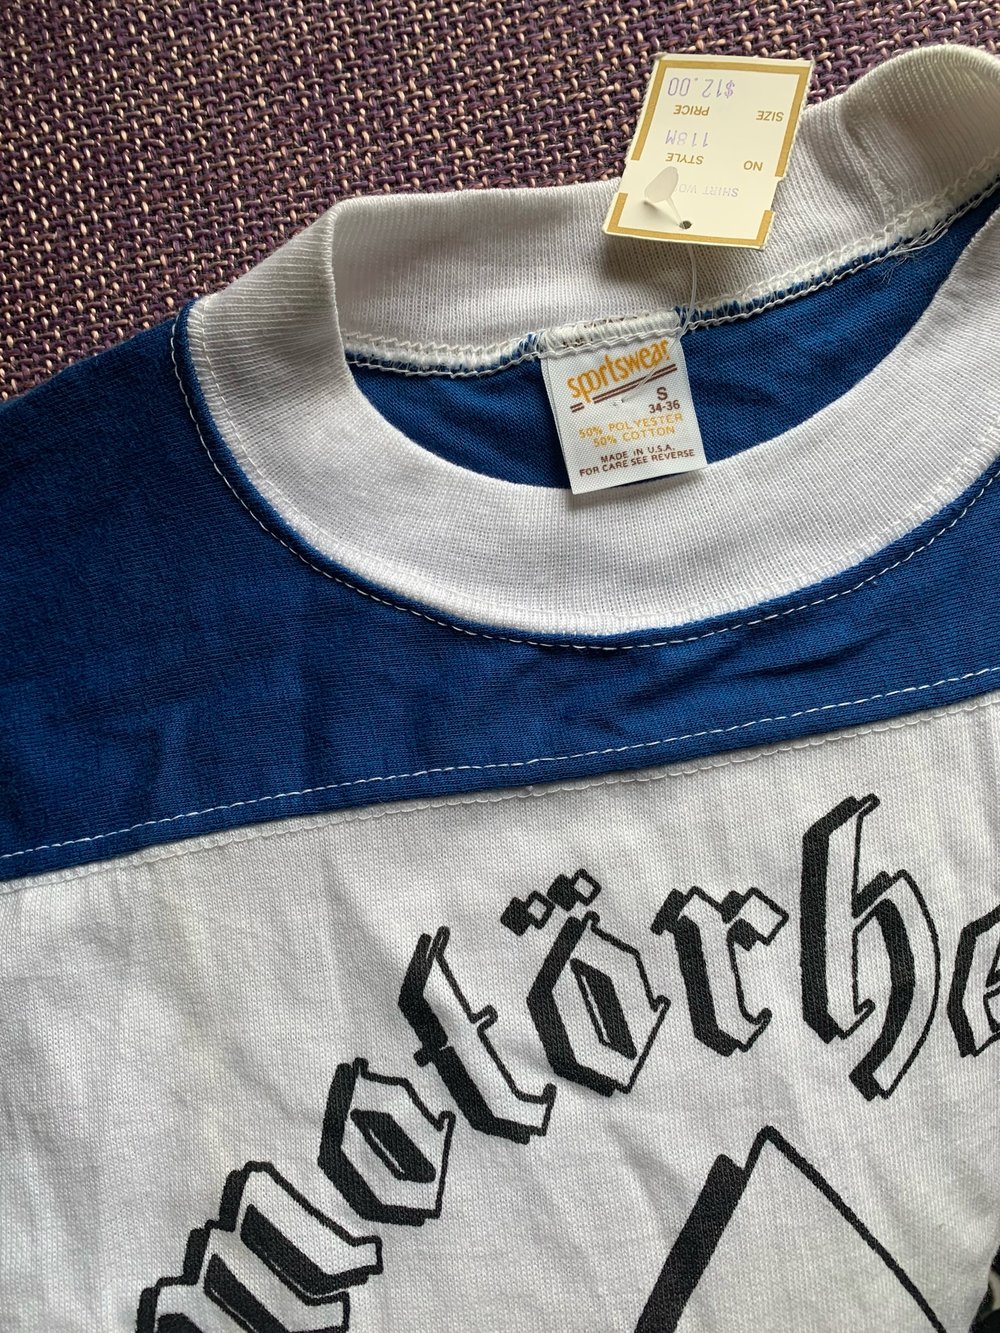 SHIRT
NO STYLE
118M
SIZE PRICE
$12.00
sportswear
S
34-36
50% POLYESTER
50% COTTON
MADE IN U.S.A.
FOR CARE SEE REVERSE
motörhe